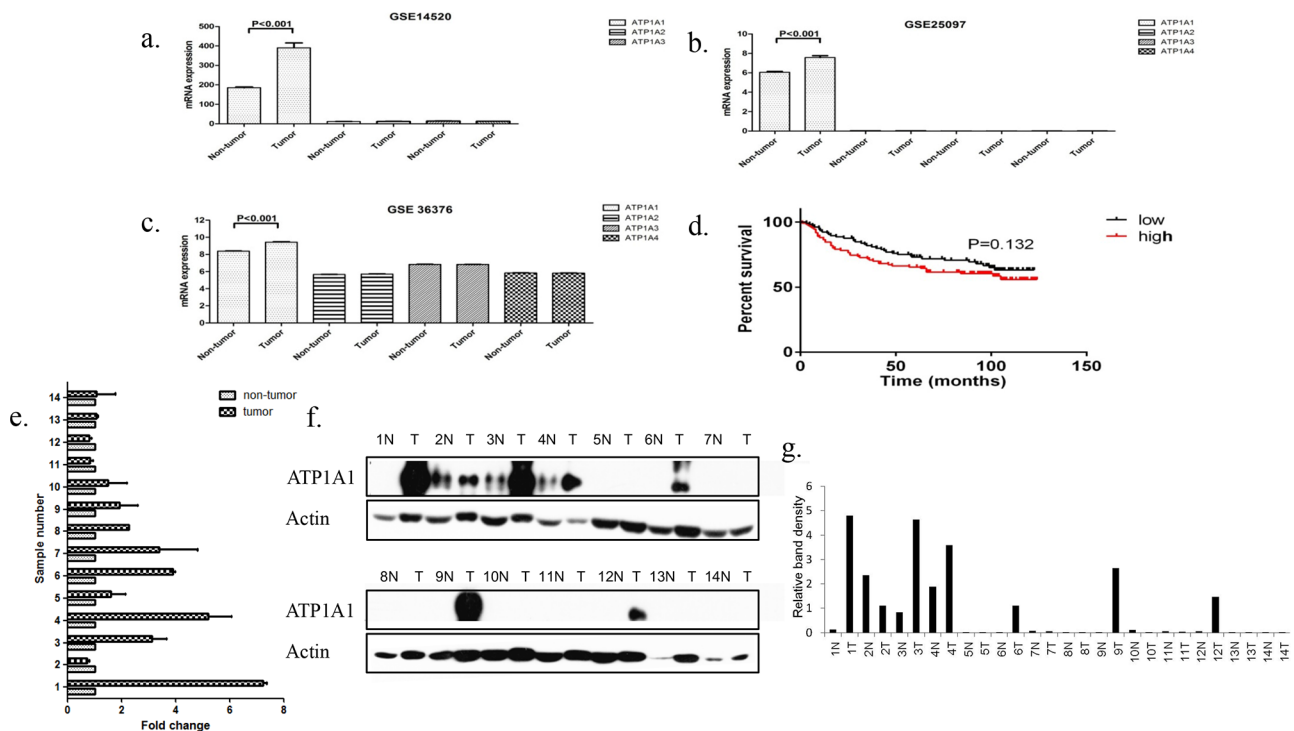 a.
GSE14520
P<0.001
mRNA expression
400
300
200
100
0
Non-tumor
Tumor
Non-tumor
Tumor
Non-tumor
Tumor
ATP1A1
ATP1A2
ATP1A3
b.
GSE25097
P<0.001
mRNA expression
8
6
4
2
0
Non-tumor
Tumor
Non-tumor
Tumor
Non-tumor
Tumor
Non-tumor
Tumor
ATP1A1
ATP1A2
ATP1A3
ATP1A4
c.
GSE 36376
P<0.001
mRNA expression
12
10
8
6
4
2
0
Non-tumor
Tumor
Non-tumor
Tumor
Non-tumor
Tumor
Non-tumor
Tumor
ATP1A1
ATP1A2
ATP1A3
ATP1A4
d.
Percent survival
100
50
0
0 50 100 150
Time (months)
P=0.132
low
high
e.
non-tumor
tumor
Sample number
14
13
12
11
10
9
8
7
6
5
4
3
2
1
0 2 4 6 8
Fold change
f.
1N T 2N T 3N T 4N T 5N T 6N T 7N T
ATP1A1
Actin
8N T 9N T 10N T 11N T 12N T 13N T 14N T
ATP1A1
Actin
g.
Relative band density
6
5
4
3
2
1
0
1N 1T 2N 2T 3N 3T 4N 4T 5N 5T 6N 6T 7N 7T 8N 8T 9N 9T 10N 10T 11N 11T 12N 12T 13N 13T 14N 14T